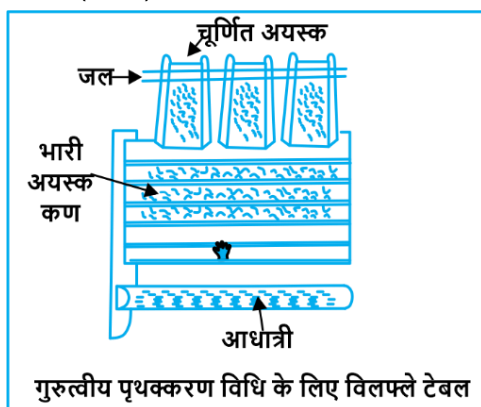 चूर्णित अयस्क
जल
भारी
अयस्क
कण
आधात्री
गुरुत्वीय पृथक्करण विधि के लिए विलफ्ले टेबल